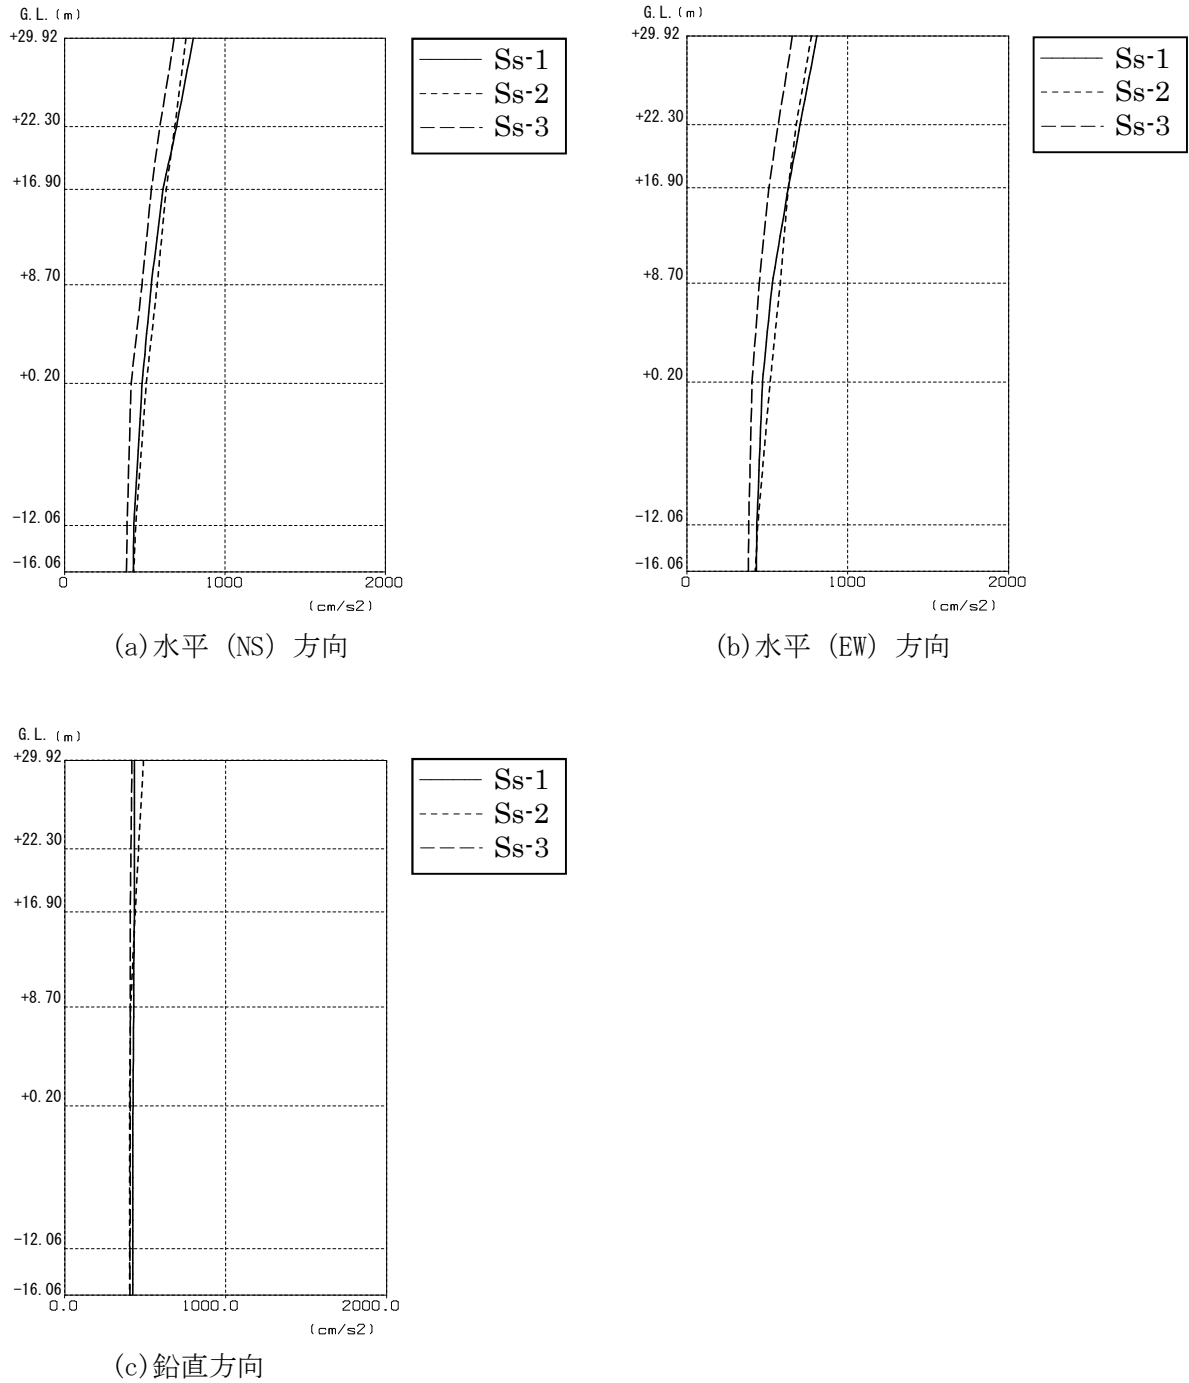 G.L.(m)
+29.92
+22.30
+16.90
+8.70
+0.20
-12.06
-16.06
0
1000
2000
(cm/s2)
Ss-1
Ss-2
Ss-3
(a)水平（NS）方向
G.L.(m)
+29.92
+22.30
+16.90
+8.70
+0.20
-12.06
-16.06
0
1000
2000
(cm/s2)
Ss-1
Ss-2
Ss-3
(b)水平（EW）方向
G.L.(m)
+29.92
+22.30
+16.90
+8.70
+0.20
-12.06
-16.06
0.0
1000.0
2000.0
(cm/s2)
Ss-1
Ss-2
Ss-3
(c)鉛直方向